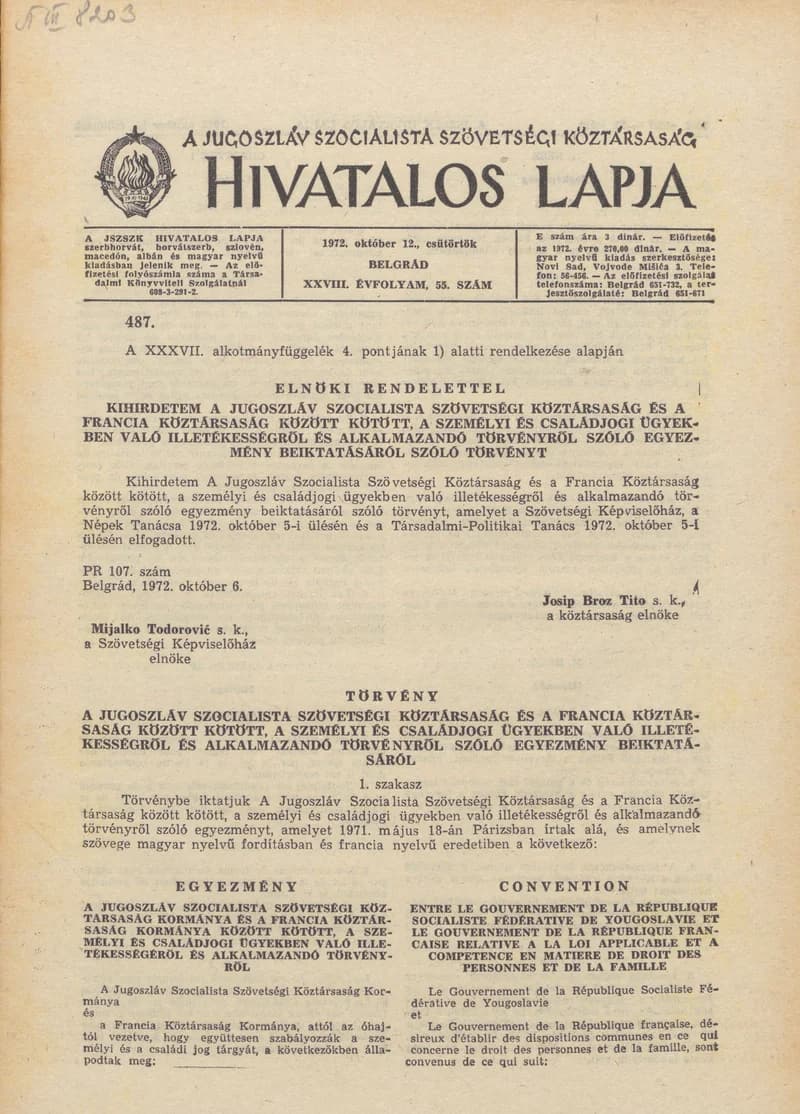 N III 8203
A JUGOSZLÁV SZOCIALISTA SZÖVETSÉGI KÖZTÁRSASÁG
HIVATALOS LAPJA
A JSZSZK HIVATALOS LAPJA
szerbhorvát, horvátszerb, szlovén,
macedón, albán és magyar nyelvű
kiadásban jelenik meg. — Az elő-
fizetési folyószámla száma a Társa-
dalmi Könyvviteli Szolgálatnál
608-3-291-2.
1972. október 12., csütörtök
BELGRÁD
XXVIII. ÉVFOLYAM, 55. SZÁM
E szám ára 3 dinár. — Előfizetés
az 1972. évre 270,00 dinár. — A ma-
gyar nyelvű kiadás szerkesztősége:
Novi Sad, Vojvode Mišića 3. Tele-
fon: 56-456. — Az előfizetési szolgálat
telefonszáma: Belgrád 651-732, a ter-
jesztőszolgálaté: Belgrád 651-671
487.
A XXXVII. alkotmányfüggelék 4. pontjának 1) alatti rendelkezése alapján
ELNÖKI RENDELETTEL
KIHIRDETEM A JUGOSZLÁV SZOCIALISTA SZÖVETSÉGI KÖZTÁRSASÁG ÉS A
FRANCIA KÖZTÁRSASÁG KÖZÖTT KÖTÖTT, A SZEMÉLYI ÉS CSALÁDJOGI ÜGYEK-
BEN VALÓ ILLETÉKESSÉGRŐL ÉS ALKALMAZANDÓ TÖRVÉNYRŐL SZÓLÓ EGYEZ-
MÉNY BEIKTATÁSÁRÓL SZÓLÓ TÖRVÉNYT
Kihirdetem A Jugoszláv Szocialista Szövetségi Köztársaság és a Francia Köztársaság
között kötött, a személyi és családjogi ügyekben való illetékességről és alkalmazandó tör-
vényről szóló egyezmény beiktatásáról szóló törvényt, amelyet a Szövetségi Képviselőház, a
Népek Tanácsa 1972. október 5-i ülésén és a Társadalmi-Politikai Tanács 1972. október 5-i
ülésén elfogadott.
PR 107. szám
Belgrád, 1972. október 6.
Josip Broz Tito s. k.,
a köztársaság elnöke
Mijalko Todorović s. k.,
a Szövetségi Képviselőház
elnöke
TÖRVÉNY
A JUGOSZLÁV SZOCIALISTA SZÖVETSÉGI KÖZTÁRSASÁG ÉS A FRANCIA KÖZTÁR-
SASÁG KÖZÖTT KÖTÖTT, A SZEMÉLYI ÉS CSALÁDJOGI ÜGYEKBEN VALÓ ILLETÉ-
KESSÉGRŐL ÉS ALKALMAZANDÓ TÖRVÉNYRŐL SZÓLÓ EGYEZMÉNY BEIKTATÁ-
SÁRÓL
1. szakasz
Törvénybe iktatjuk A Jugoszláv Szocialista Szövetségi Köztársaság és a Francia Köz-
társaság között kötött, a személyi és családjogi ügyekben való illetékességről és alkalmazandó
törvényről szóló egyezményt, amelyet 1971. május 18-án Párizsban írtak alá, és amelynek
szövege magyar nyelvű fordításban és francia nyelvű eredetiben a következő:
EGYEZMÉNY
A JUGOSZLÁV SZOCIALISTA SZÖVETSÉGI KÖZ-
TÁRSASÁG KORMÁNYA ÉS A FRANCIA KÖZTÁR-
SASÁG KORMÁNYA KÖZÖTT KÖTÖTT, A SZE-
MÉLYI ÉS CSALÁDJOGI ÜGYEKBEN VALÓ ILLE-
TÉKESSÉGÉRŐL ÉS ALKALMAZANDÓ TÖRVÉNY-
RŐL
A Jugoszláv Szocialista Szövetségi Köztársaság Kor-
mánya
és
a Francia Köztársaság Kormánya, attól az óhaj-
tól vezetve, hogy együttesen szabályozzák a sze-
mélyi és a családi jog tárgyát, a következőkben álla-
podtak meg:
CONVENTION
ENTRE LE GOUVERNEMENT DE LA RÉPUBLIQUE
SOCIALISTE FÉDÉRATIVE DE YOUGOSLAVIE ET
LE GOUVERNEMENT DE LA RÉPUBLIQUE FRAN-
CAISE RELATIVE A LA LOI APPLICABLE ET A
COMPETENCE EN MATIERE DE DROIT DES
PERSONNES ET DE LA FAMILLE
Le Gouvernement de la République Socialiste Fé-
dérative de Yougoslavie
et
Le Gouvernement de la République française, dé-
sireux d'établir des dispositions communes en ce qui
concerne le droit des personnes et de la famille, sont
convenus de ce qui suit: